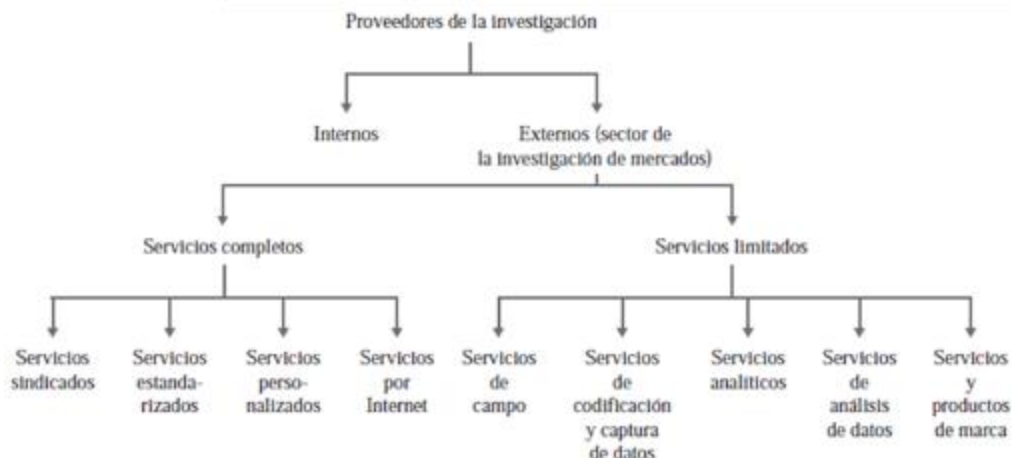 Proveedores de la investigación
Internos
Externos (sector de
la investigación de mercados)
Servicios completos
Servicios limitados
Servicios
sindicados
Servicios
estanda-
rizados
Servicios
perso-
nalizados
Servicios
por
Internet
Servicios
de
campo
Servicios
de
codificación
y captura
de datos
Servicios
analíticos
Servicios
de
análisis
de datos
Servicios
y
productos
de marca